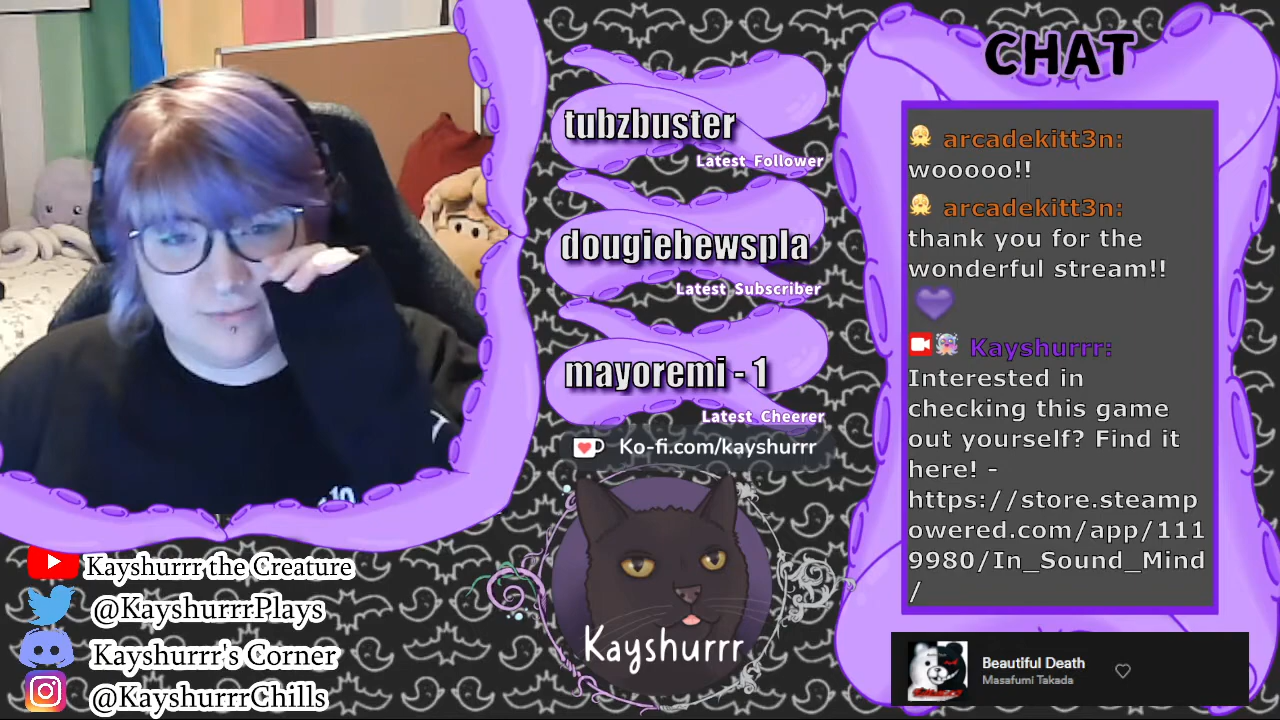 tubzbuster
Latest Follower
dougiebewspla
Latest Subscriber
mayoremi - 1
Latest Cheerer
Ko-fi.com/kayshurrr
Kayshurrr
Kayshurrr the Creature
@KayshurrrPlays
Kayshurrr's Corner
@KayshurrrChills
CHAT
arcadekitt3n:
wooooo!!
arcadekitt3n:
thank you for the
wonderful stream!!
Kayshurrr:
Interested in
checking this game
out yourself? Find it
here! -
https://store.steamp
owered.com/app/111
9980/In_Sound_Mind
/
Beautiful Death
Masafumi Takada